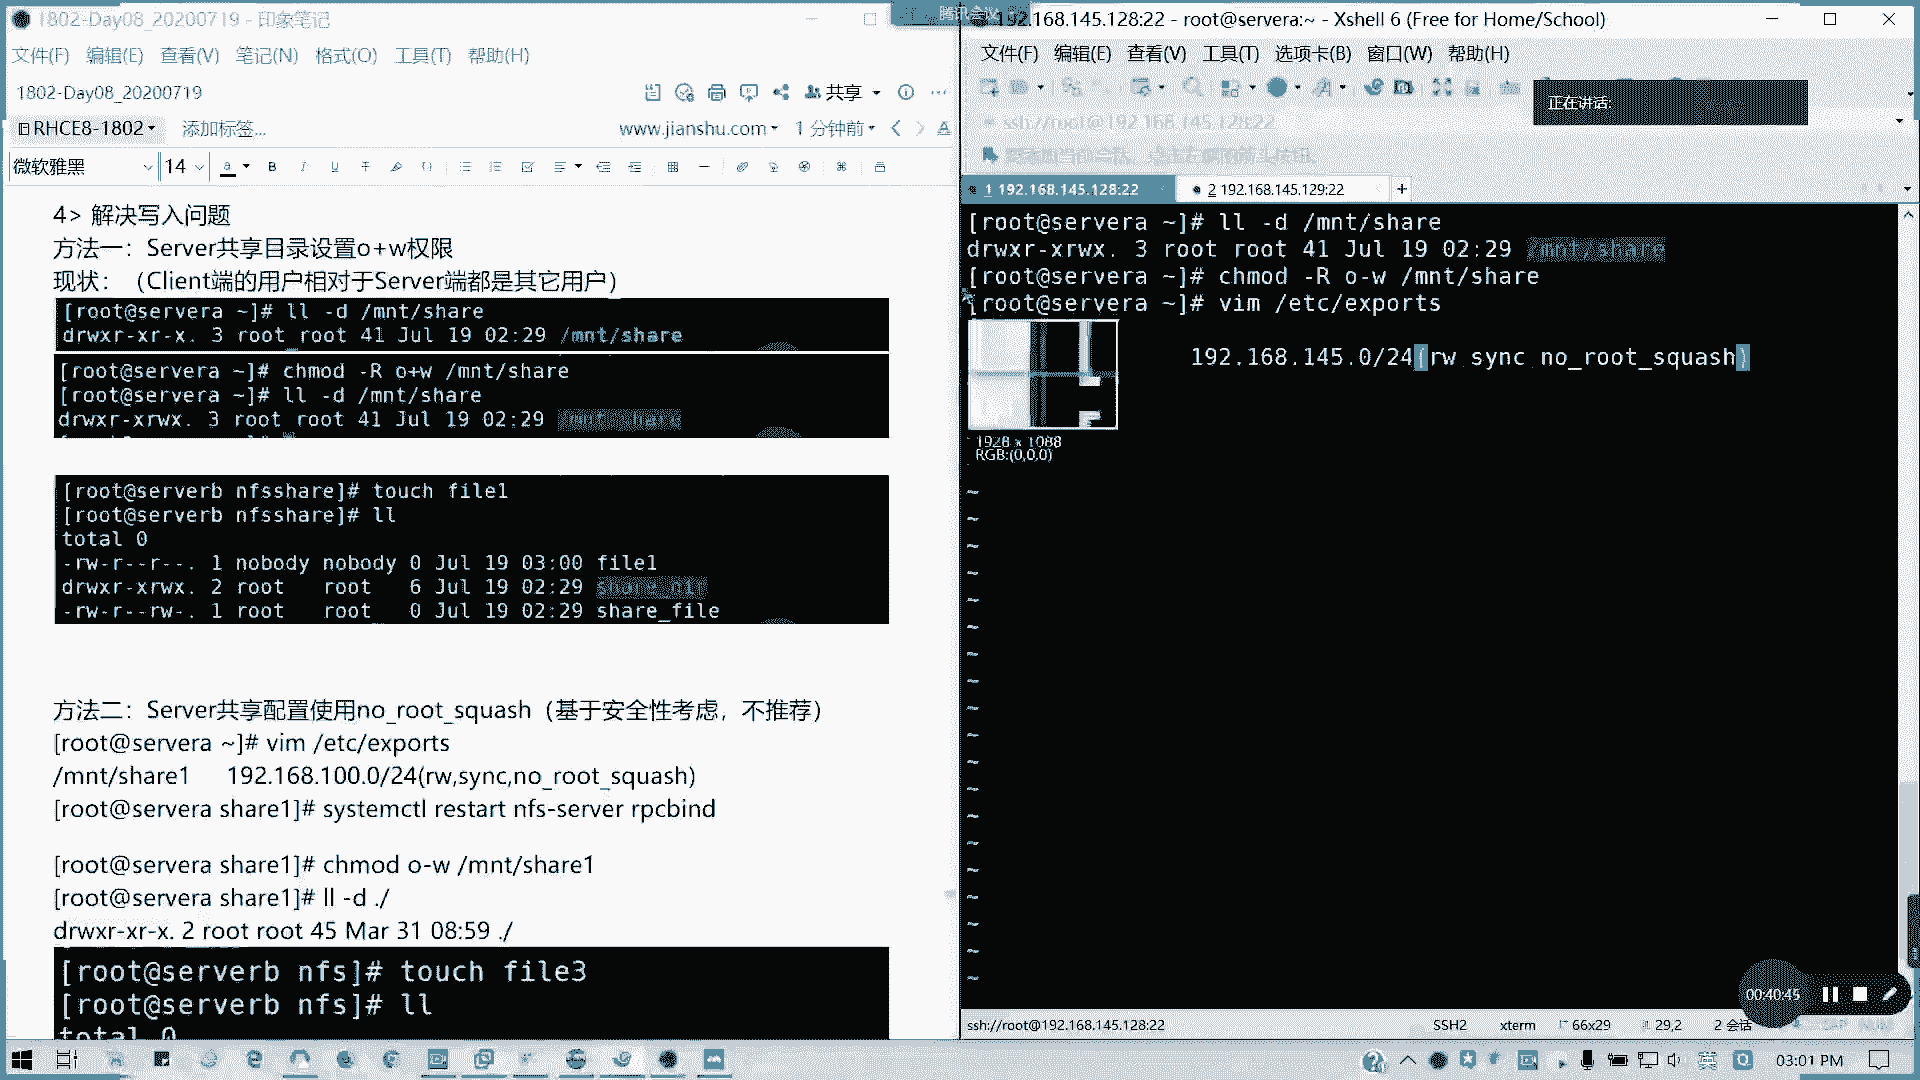 1802-Day08_20200719 - 印象笔记
文件(F) 编辑(E) 查看(V) 笔记(N) 格式(O) 工具(T) 帮助(H)
1802-Day08_20200719
共享
RHCE8-1802
添加标签...
www.jianshu.com
1 分钟前
微软雅黑
14
4> 解决写入问题
方法一：Server共享目录设置o+w权限
现状：（Client端的用户相对于Server端都是其它用户）
[root@servera ~]# ll -d /mnt/share
drwxr-xr-x. 3 root root 41 Jul 19 02:29 /mnt/share
[root@servera ~]# chmod -R o+w /mnt/share
[root@servera ~]# ll -d /mnt/share
drwxr-xrwx. 3 root root 41 Jul 19 02:29 /mnt/share
[root@serverb nfsshare]# touch file1
[root@serverb nfsshare]# ll
total 0
-rw-r--r--. 1 nobody nobody 0 Jul 19 03:00 file1
drwxr-xrwx. 2 root root 6 Jul 19 02:29
-rw-r--rw-. 1 root root 0 Jul 19 02:29 share_file
方法二：Server共享配置使用no_root_squash（基于安全性考虑，不推荐）
[root@servera ~]# vim /etc/exports
/mnt/share1 192.168.100.0/24(rw,sync,no_root_squash)
[root@servera share1]# systemctl restart nfs-server rpcbind
[root@servera share1]# chmod o-w /mnt/share1
[root@servera share1]# ll -d ./
drwxr-xr-x. 2 root root 45 Mar 31 08:59 ./
[root@serverb nfs]# touch file3
[root@serverb nfs]# ll
total 0
腾讯会议
192.168.145.128:22 - root@servera:~ - Xshell 6 (Free for Home/School)
文件(F) 编辑(E) 查看(V) 工具(T) 选项卡(B) 窗口(W) 帮助(H)
正在讲话:
ssh://root@192.168.145.128:22
1 192.168.145.128:22
2 192.168.145.129:22
[root@servera ~]# ll -d /mnt/share
drwxr-xrwx. 3 root root 41 Jul 19 02:29 /mnt/share
[root@servera ~]# chmod -R o-w /mnt/share
[root@servera ~]# vim /etc/exports
192.168.145.0/24(rw sync no_root_squash)
1928 x 1088
RGB:(0,0,0)
00:40:45
ssh://root@192.168.145.128:22
SSH2
xterm
66x29
29,2
2 会话
英
03:01 PM